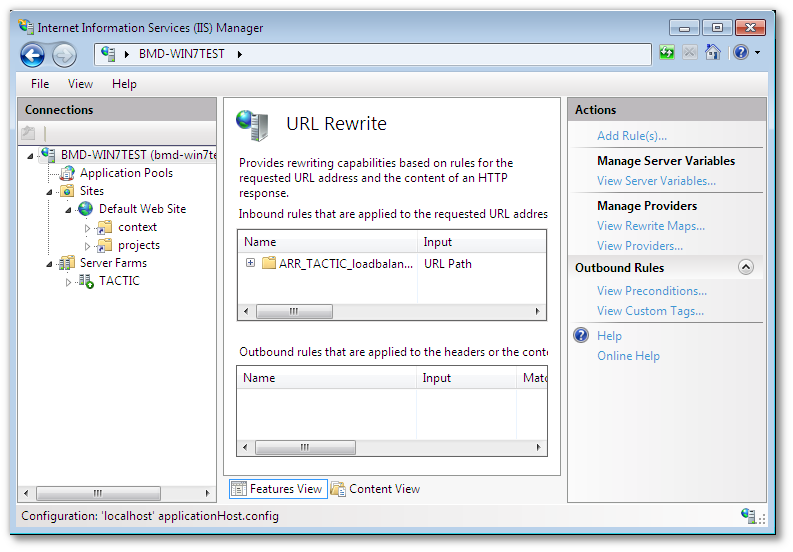 Internet Information Services (IIS) Manager
BMD-WIN7TEST
File View Help
Connections
BMD-WIN7TEST (bmd-win7te
Application Pools
Sites
Default Web Site
context
projects
Server Farms
TACTIC
URL Rewrite
Provides rewriting capabilities based on rules for the
requested URL address and the content of an HTTP
response.
Inbound rules that are applied to the requested URL addres
Name Input
ARR_TACTIC_loadbalan... URL Path
Outbound rules that are applied to the headers or the conte
Name Input Matc
Features View Content View
Actions
Add Rule(s)...
Manage Server Variables
View Server Variables...
Manage Providers
View Rewrite Maps...
View Providers...
Outbound Rules
View Preconditions...
View Custom Tags...
Help
Online Help
Configuration: 'localhost' applicationHost.config